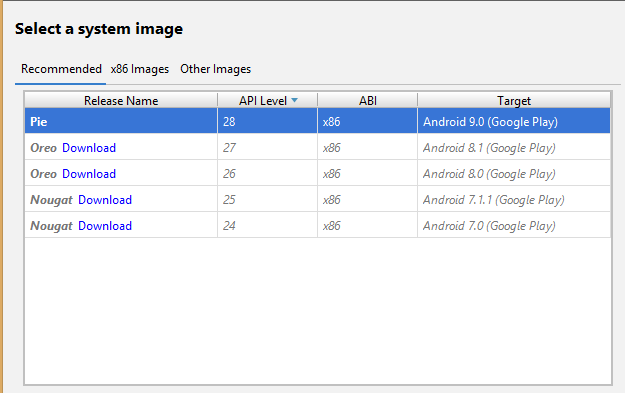 Select a system image
Recommended x86 Images Other Images
Release Name API Level ABI Target
Pie 28 x86 Android 9.0 (Google Play)
Oreo Download 27 x86 Android 8.1 (Google Play)
Oreo Download 26 x86 Android 8.0 (Google Play)
Nougat Download 25 x86 Android 7.1.1 (Google Play)
Nougat Download 24 x86 Android 7.0 (Google Play)